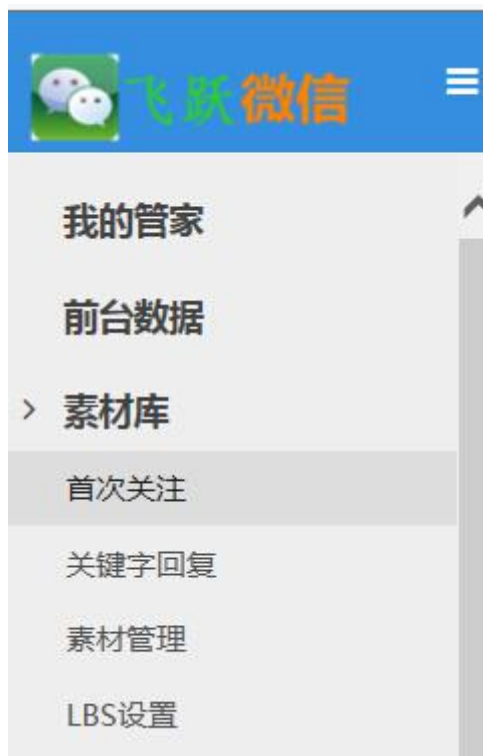 飞跃微信
我的管家
前台数据
素材库
首次关注
关键字回复
素材管理
LBS设置